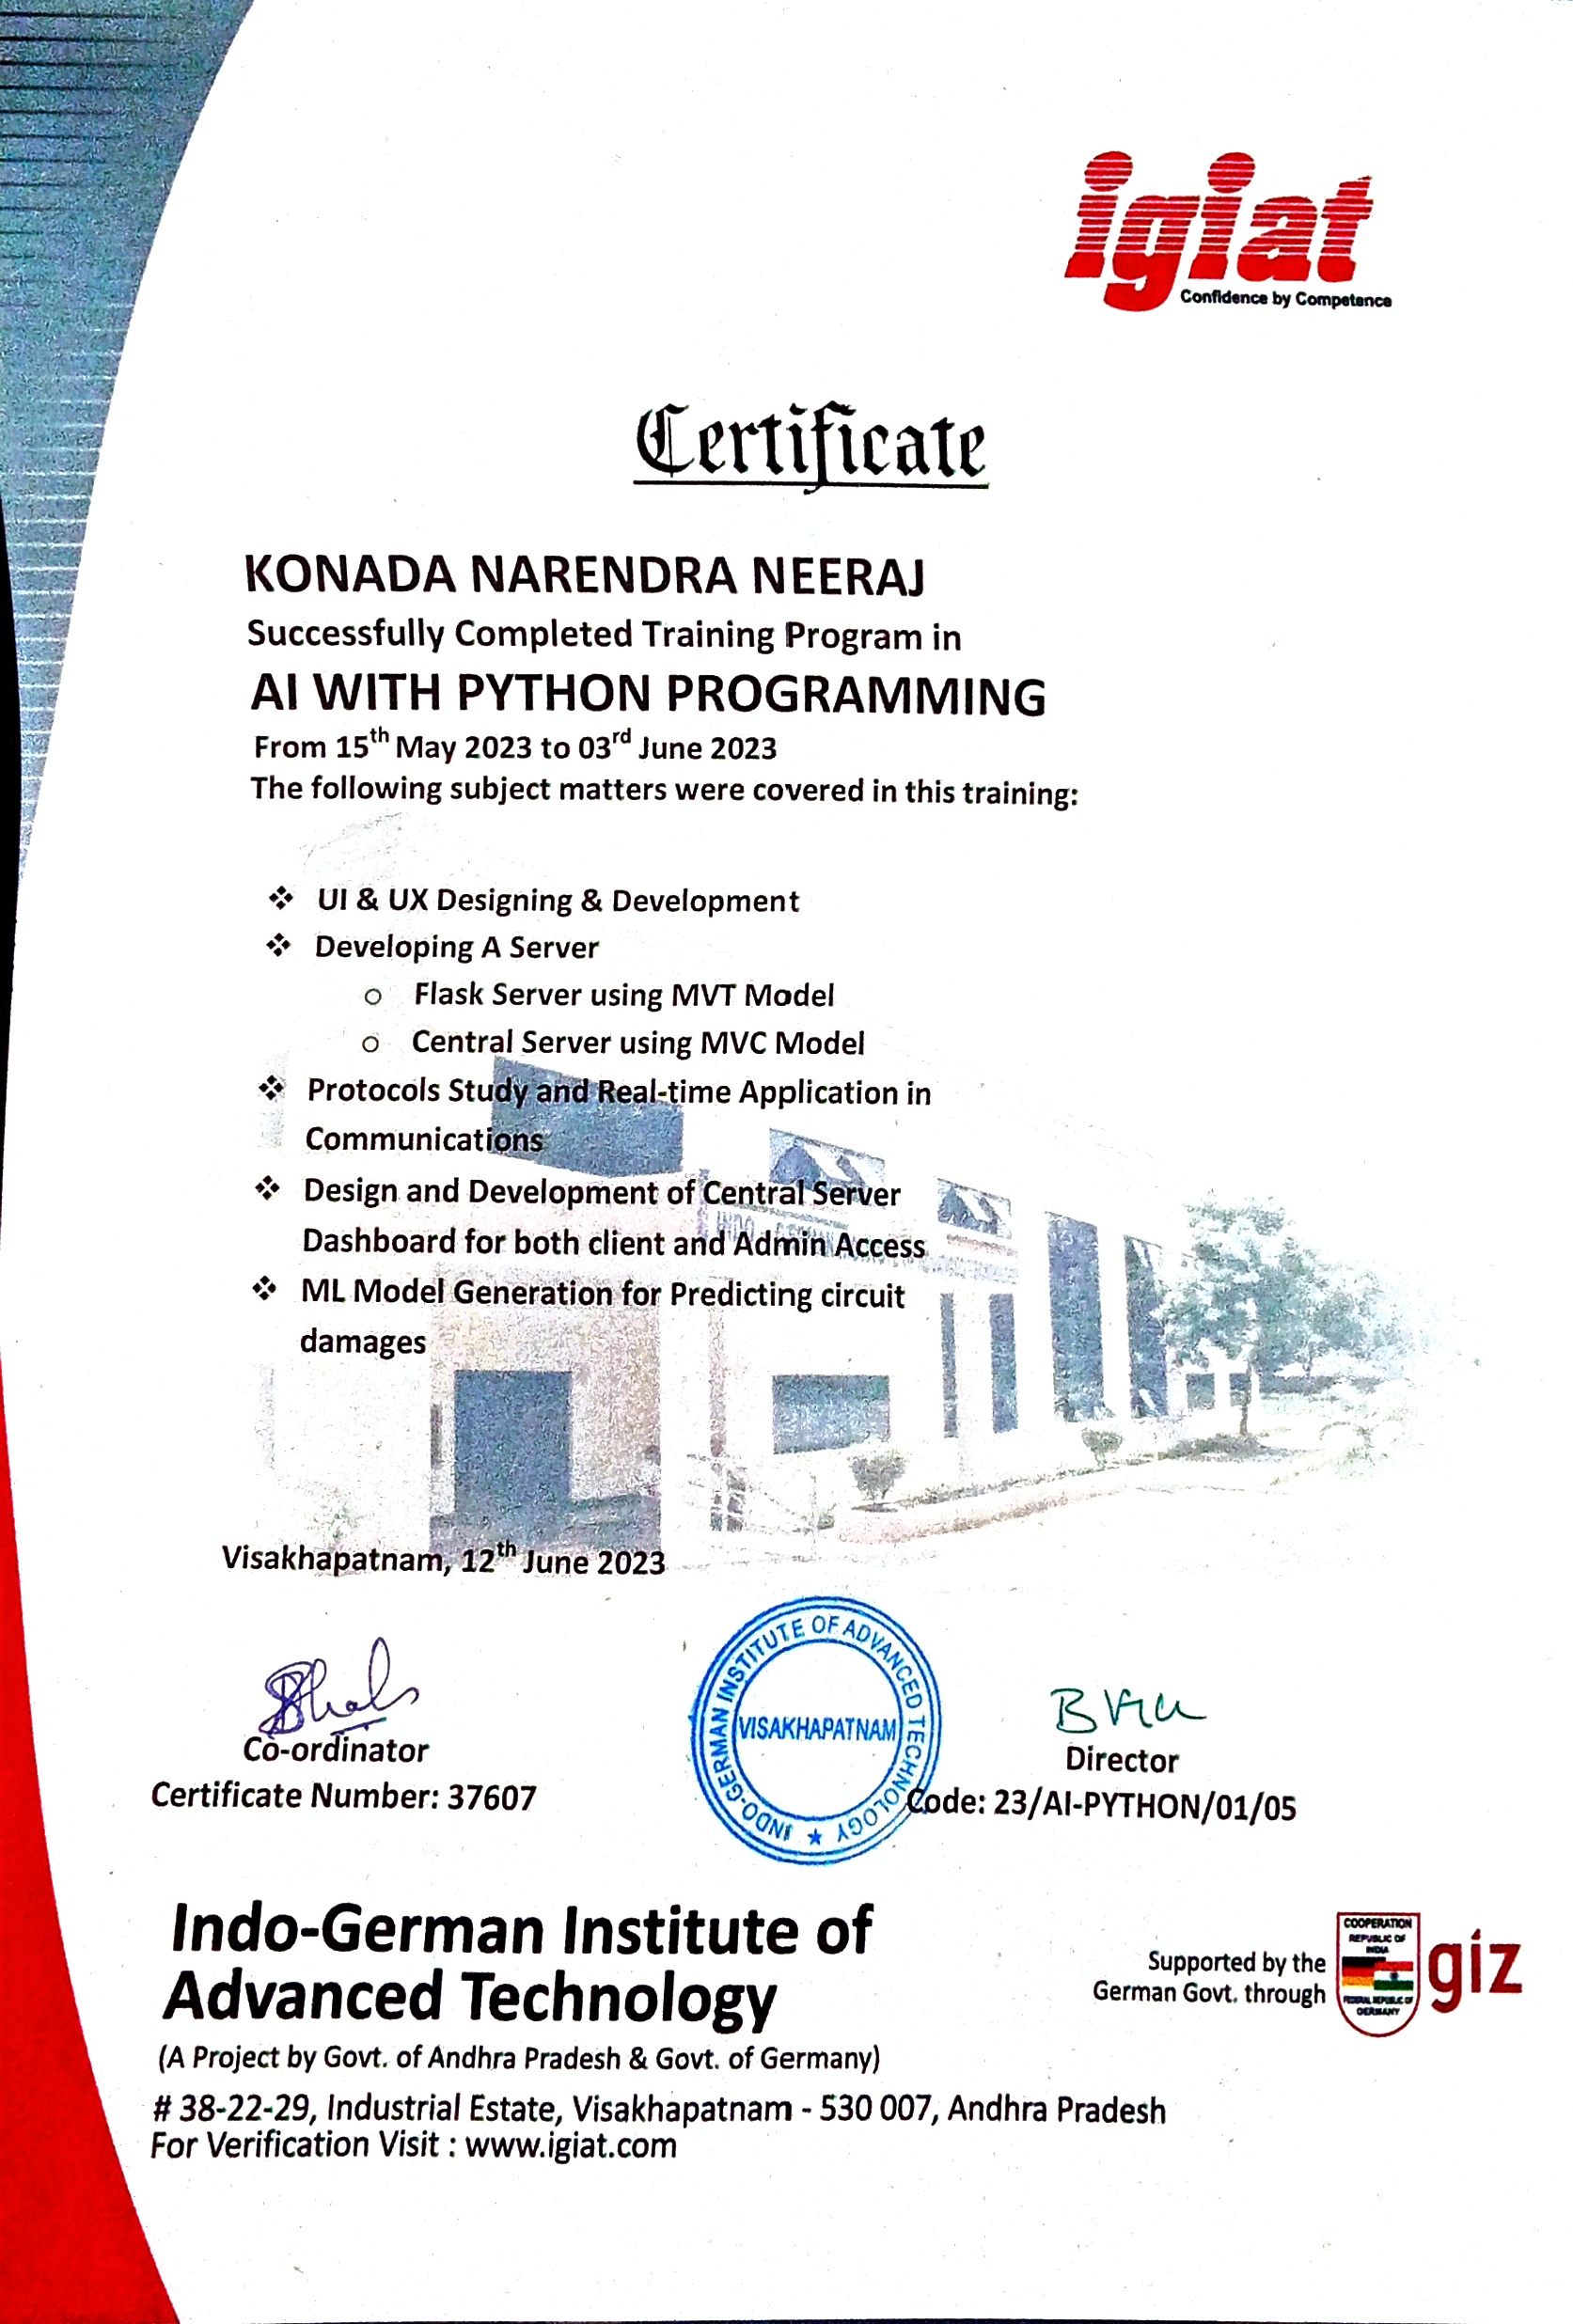 igiat
Confidence by Competence
Certificate
KONADA NARENDRA NEERAJ
Successfully Completed Training Program in
AI WITH PYTHON PROGRAMMING
From 15th May 2023 to 03rd June 2023
The following subject matters were covered in this training:
❖ UI & UX Designing & Development
❖ Developing A Server
o Flask Server using MVT Model
o Central Server using MVC Model
❖ Protocols Study and Real-time Application in
Communications
❖ Design and Development of Central Server
Dashboard for both client and Admin Access
❖ ML Model Generation for Predicting circuit
damages
Visakhapatnam, 12th June 2023
INDO-GERMAN INSTITUTE OF ADVANCED TECHNOLOGY ★
VISAKHAPATNAM
Co-ordinator
Director
Certificate Number: 37607
Code: 23/AI-PYTHON/01/05
Indo-German Institute of
Advanced Technology
Supported by the
German Govt. through
COOPERATION
REPUBLIC OF
INDIA
FEDERAL REPUBLIC OF
GERMANY
giz
(A Project by Govt. of Andhra Pradesh & Govt. of Germany)
# 38-22-29, Industrial Estate, Visakhapatnam - 530 007, Andhra Pradesh
For Verification Visit : www.igiat.com